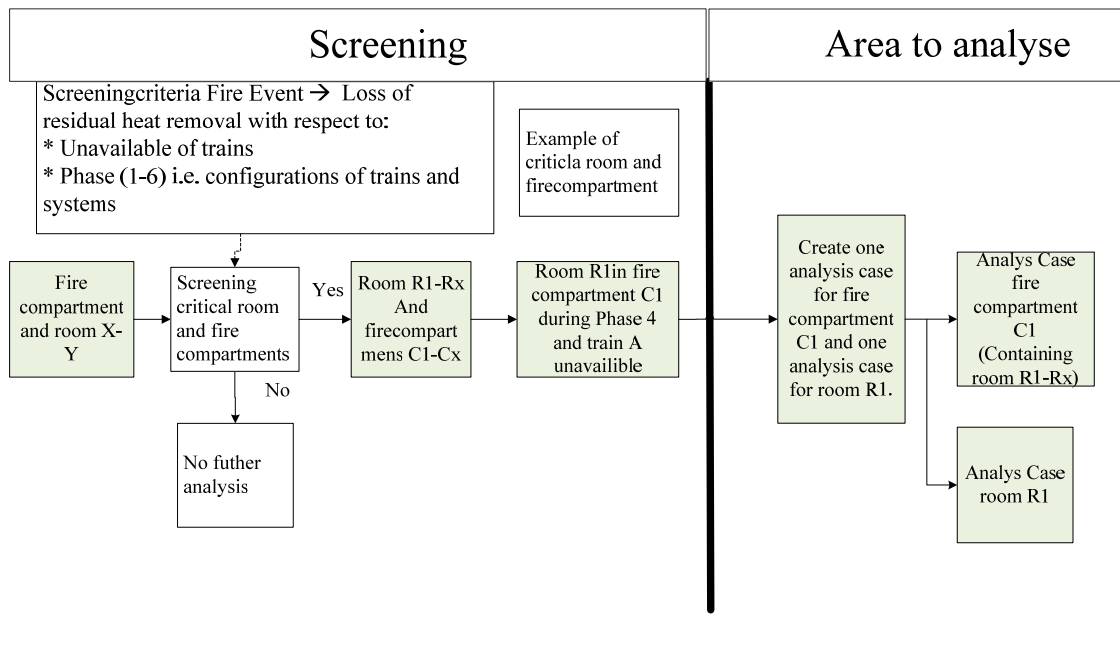 Screening
Area to analyse
Screeningcriteria Fire Event → Loss of
residual heat removal with respect to:
* Unavailable of trains
* Phase (1-6) i.e. configurations of trains and
systems
Example of
criticla room and
firecompartment
Fire
compartment
and room X-
Y
Screening
critical room
and fire
compartments
Yes
No
No futher
analysis
Room R1-Rx
And
firecompart
mens C1-Cx
Room R1in fire
compartment C1
during Phase 4
and train A
unavailible
Create one
analysis case
for fire
compartment
C1 and one
analysis case
for room R1.
Analys Case
fire
compartment
C1
(Containing
room R1-Rx)
Analys Case
room R1